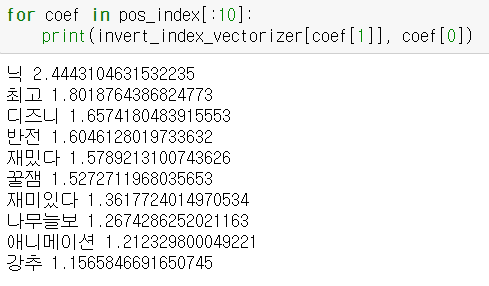 for coef in pos_index[:10]:
    print(invert_index_vectorizer[coef[1]], coef[0])
닉 2.4443104631532235
최고 1.8018764386824773
디즈니 1.6574180483915553
반전 1.6046128019733632
재밌다 1.5789213100743626
꿀잼 1.5272711968035653
재미있다 1.3617724014970534
나무늘보 1.2674286252021163
애니메이션 1.212329800049221
강추 1.1565846691650745